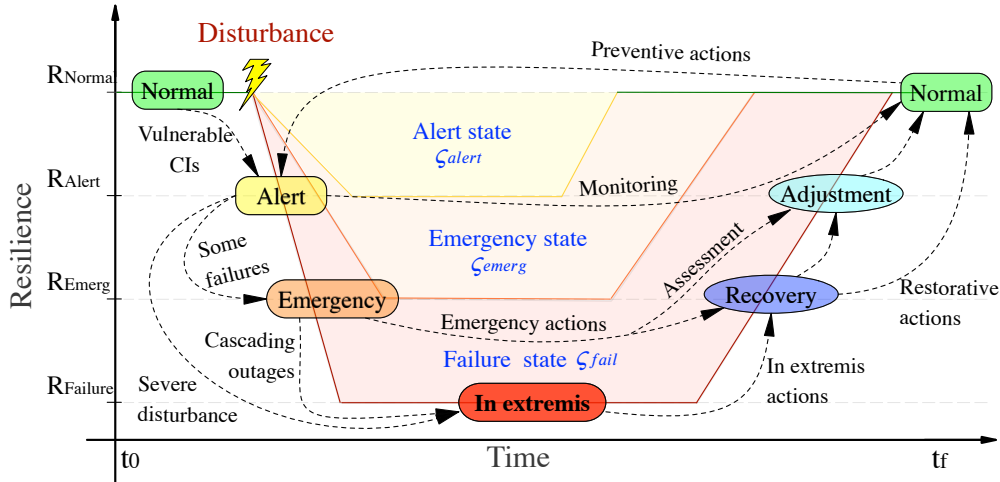 Disturbance
Preventive actions
RNormal
Normal
Normal
Vulnerable
CIs
Alert state
ςalert
RAlert
Alert
Monitoring
Adjustment
Resilience
Some
failures
Emergency state
ςemerg
Assessment
REmerg
Emergency
Recovery
Restorative
actions
Emergency actions
Cascading
outages
Failure state ςfail
In extremis
actions
RFailure
Severe
disturbance
In extremis
t0
Time
tf